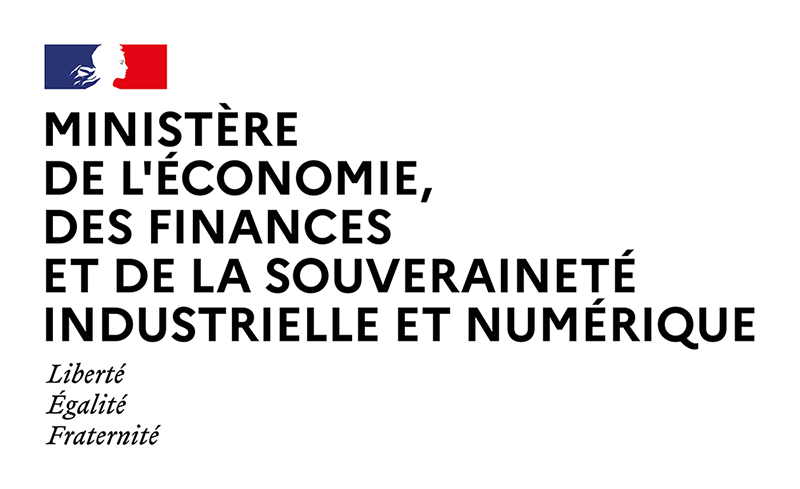 MINISTÈRE
DE L'ÉCONOMIE,
DES FINANCES
ET DE LA SOUVERAINETÉ
INDUSTRIELLE ET NUMÉRIQUE
Liberté
Égalité
Fraternité